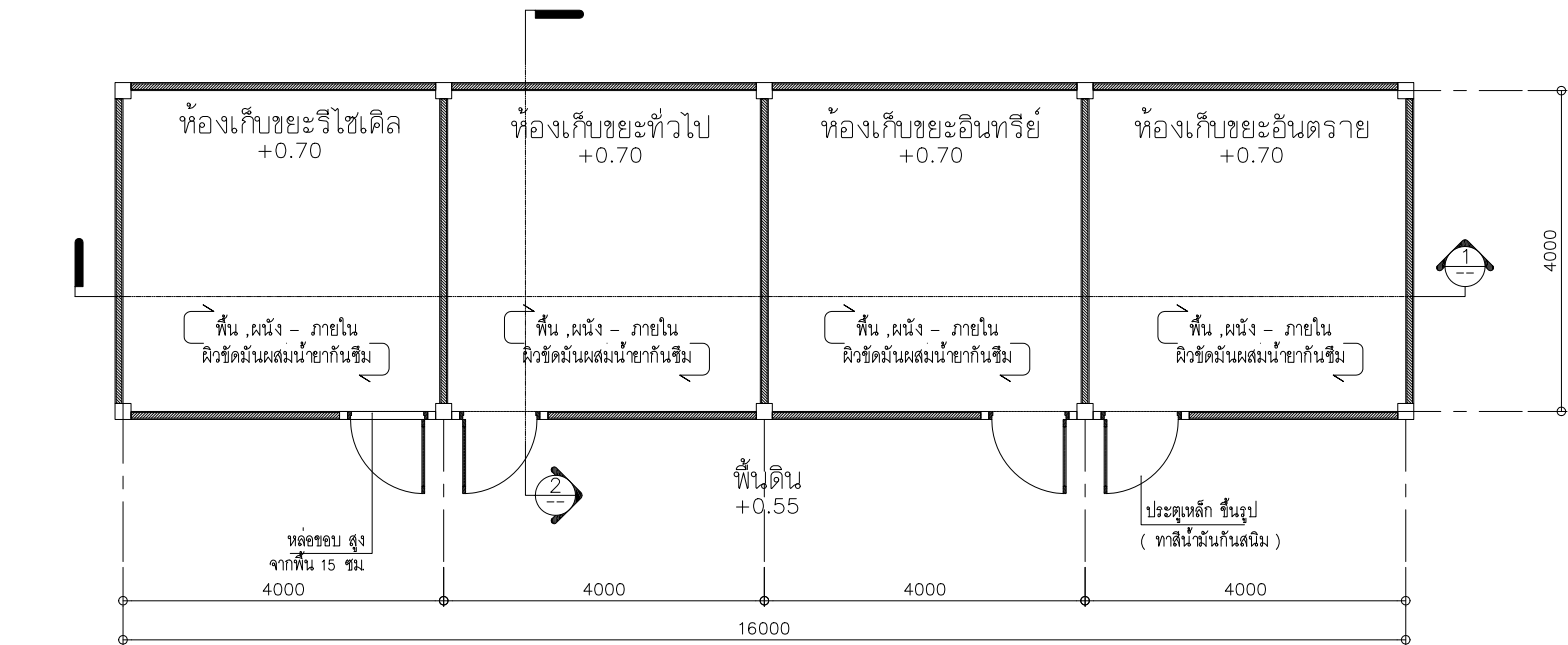 ห้องเก็บขยะรีไซเคิล
+0.70
ห้องเก็บขยะทั่วไป
+0.70
ห้องเก็บขยะอินทรีย์
+0.70
ห้องเก็บขยะอันตราย
+0.70
4000
1
--
พื้น ,ผนัง - ภายใน
ผิวขัดมันผสมน้ำยากันซึม
พื้น ,ผนัง - ภายใน
ผิวขัดมันผสมน้ำยากันซึม
พื้น ,ผนัง - ภายใน
ผิวขัดมันผสมน้ำยากันซึม
พื้น ,ผนัง - ภายใน
ผิวขัดมันผสมน้ำยากันซึม
2
--
พื้นดิน
+0.55
หล่อขอบ สูง
จากพื้น 15 ซม.
ประตูเหล็ก ขึ้นรูป
( ทาสีน้ำมันกันสนิม )
4000
4000
4000
4000
16000